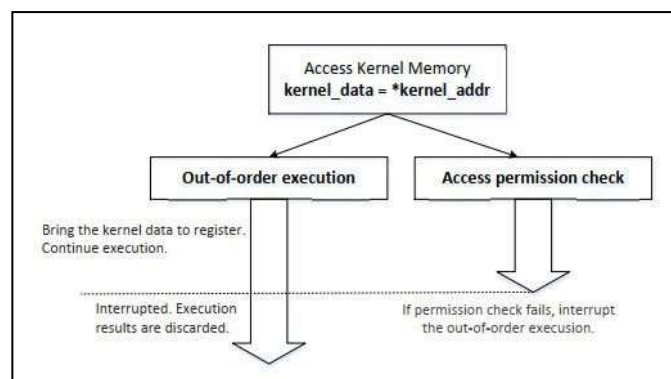 Access Kernel Memory
kernel_data = *kernel_addr
Out-of-order execution
Access permission check
Bring the kernel data to register.
Continue execution.
Interrupted. Execution
results are discarded.
If permission check fails, interrupt
the out-of-order execusion.